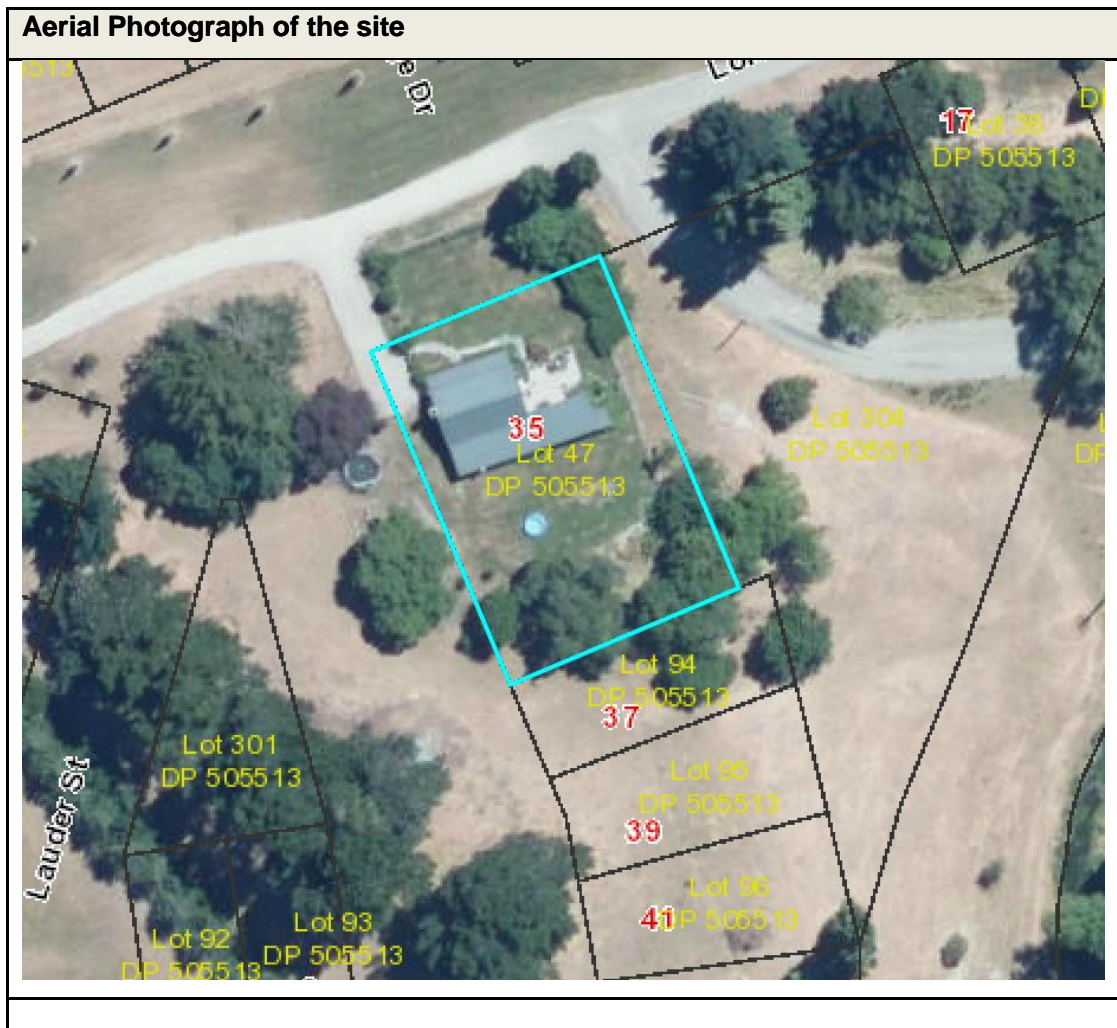 Aerial Photograph of the site
5513
Dr
17
Lot 38
DP 505513
35
Lot 47
DP 505513
Lot 304
DP 505513
Lot 94
DP 505513
37
Lot 301
DP 505513
Lot 95
DP 505513
39
Lauder St
Lot 96
DP 505513
41
Lot 92
DP 505513
Lot 93
DP 505513